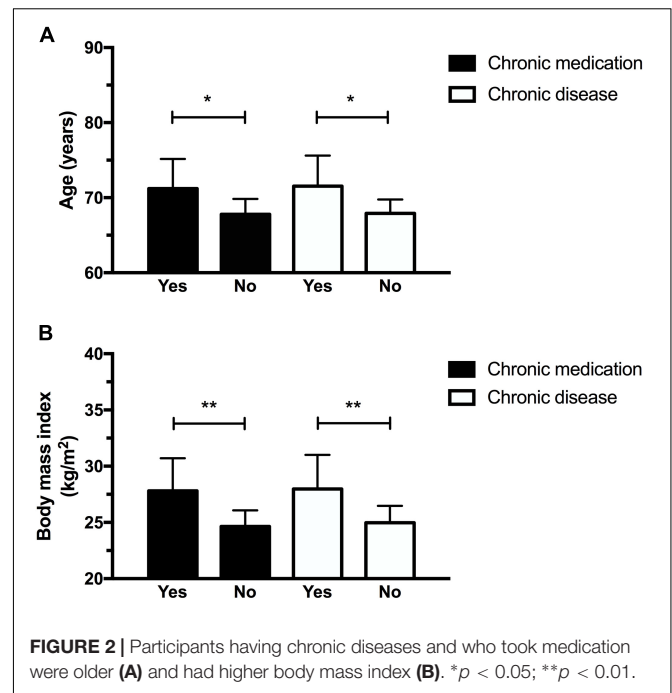 A
90
80
70
60
Age (years)
*
*
Yes No Yes No
Chronic medication
Chronic disease
B
40
35
30
25
20
Body mass index
(kg/m²)
**
**
Yes No Yes No
Chronic medication
Chronic disease
FIGURE 2 | Participants having chronic diseases and who took medication
were older (A) and had higher body mass index (B). *p < 0.05; **p < 0.01.